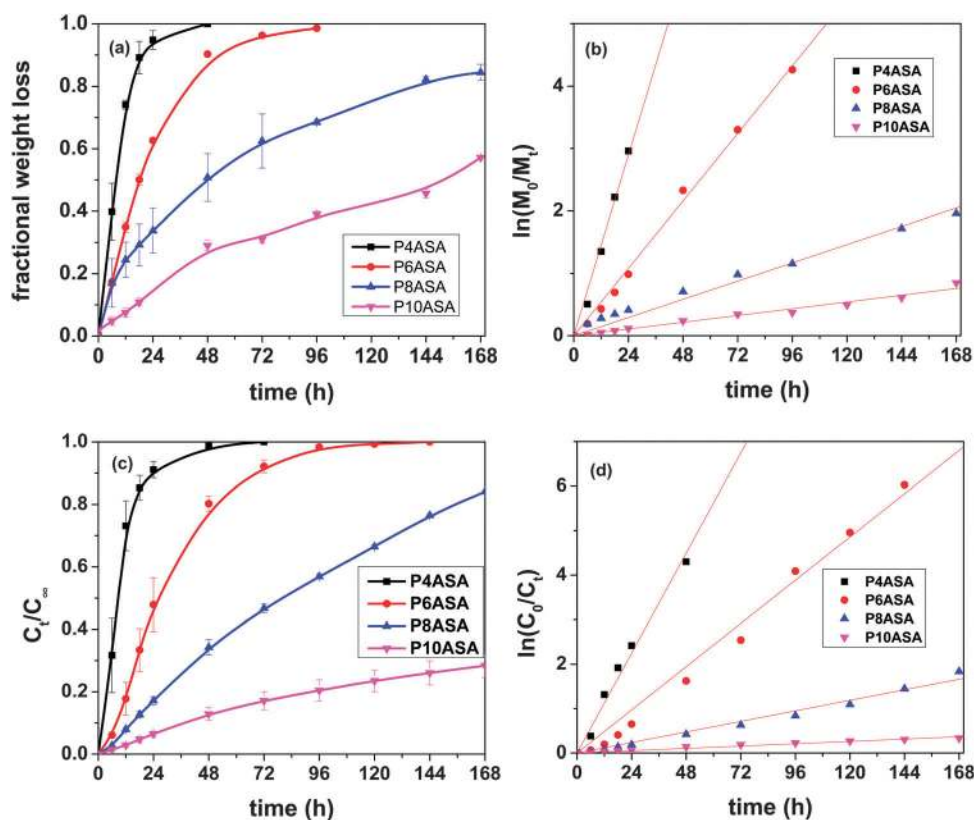 (a)
fractional weight loss
1.0
0.8
0.6
0.4
0.2
0.0
0 24 48 72 96 120 144 168
time (h)
P4ASA
P6ASA
P8ASA
P10ASA
(b)
ln(M₀/Mₜ)
4
2
0
0 24 48 72 96 120 144 168
time (h)
P4ASA
P6ASA
P8ASA
P10ASA
(c)
Cₜ/C∞
1.0
0.8
0.6
0.4
0.2
0.0
0 24 48 72 96 120 144 168
time (h)
P4ASA
P6ASA
P8ASA
P10ASA
(d)
ln(C₀/Cₜ)
6
4
2
0
0 24 48 72 96 120 144 168
time (h)
P4ASA
P6ASA
P8ASA
P10ASA